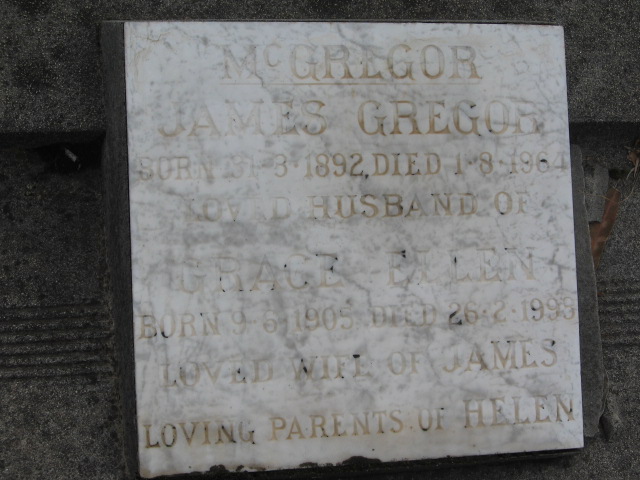 McGREGOR
JAMES GREGOR
BORN 31-3-1892, DIED 1-8-1964
LOVED HUSBAND OF
GRACE ELLEN
BORN 9-6-1905 DIED 26-2-1993
LOVED WIFE OF JAMES
LOVING PARENTS OF HELEN